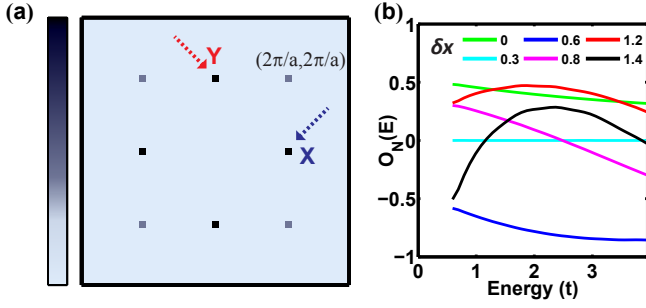 (a)
Y
(2π/a,2π/a)
X
(b)
δx
0
0.6
1.2
0.3
0.8
1.4
1
0.5
0
−0.5
−1
O_N(E)
0
1
2
3
Energy (t)